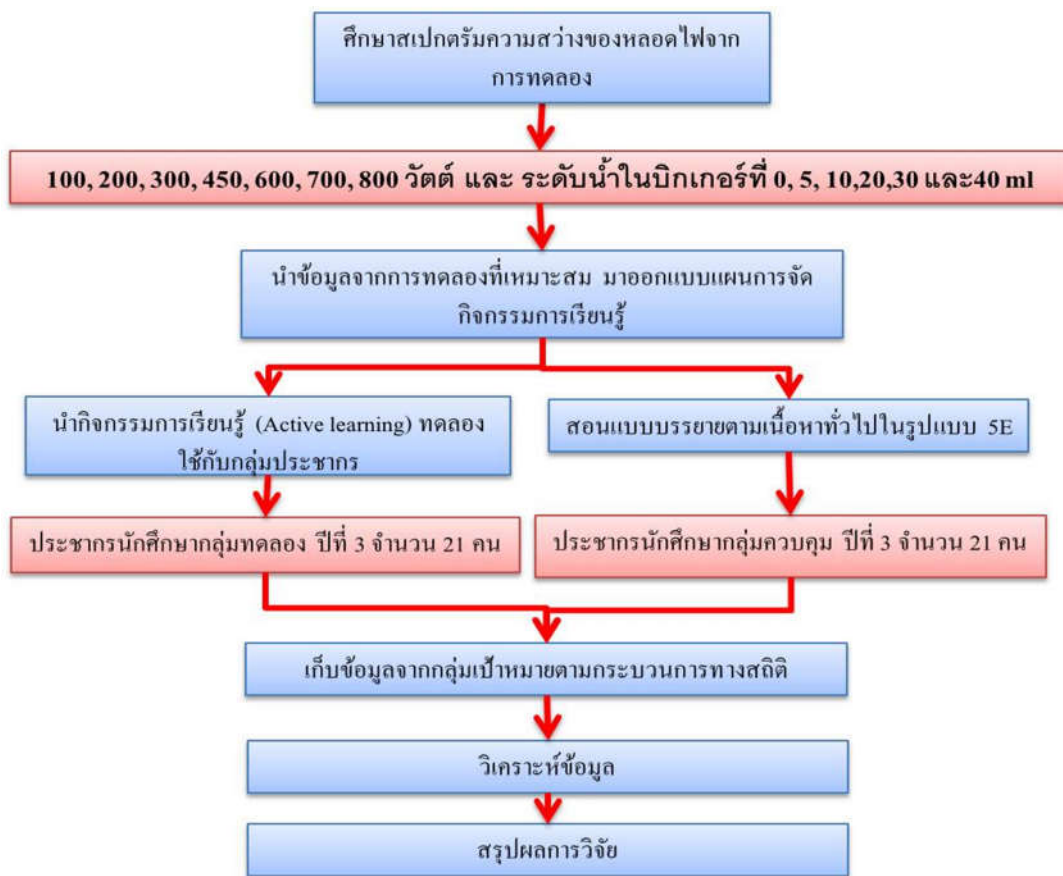 ศึกษาสเปกตรัมความสว่างของหลอดไฟจาก
การทดลอง
100, 200, 300, 450, 600, 700, 800 วัตต์ และ ระดับน้ำในบิกเกอร์ที่ 0, 5, 10,20,30 และ40 ml
นำข้อมูลจากการทดลองที่เหมาะสม มาออกแบบแผนการจัด
กิจกรรมการเรียนรู้
นำกิจกรรมการเรียนรู้ (Active learning) ทดลอง
ใช้กับกลุ่มประชากร
สอนแบบบรรยายตามเนื้อหาทั่วไปในรูปแบบ 5E
ประชากรนักศึกษากลุ่มทดลอง ปีที่ 3 จำนวน 21 คน
ประชากรนักศึกษากลุ่มควบคุม ปีที่ 3 จำนวน 21 คน
เก็บข้อมูลจากกลุ่มเป้าหมายตามกระบวนการทางสถิติ
วิเคราะห์ข้อมูล
สรุปผลการวิจัย